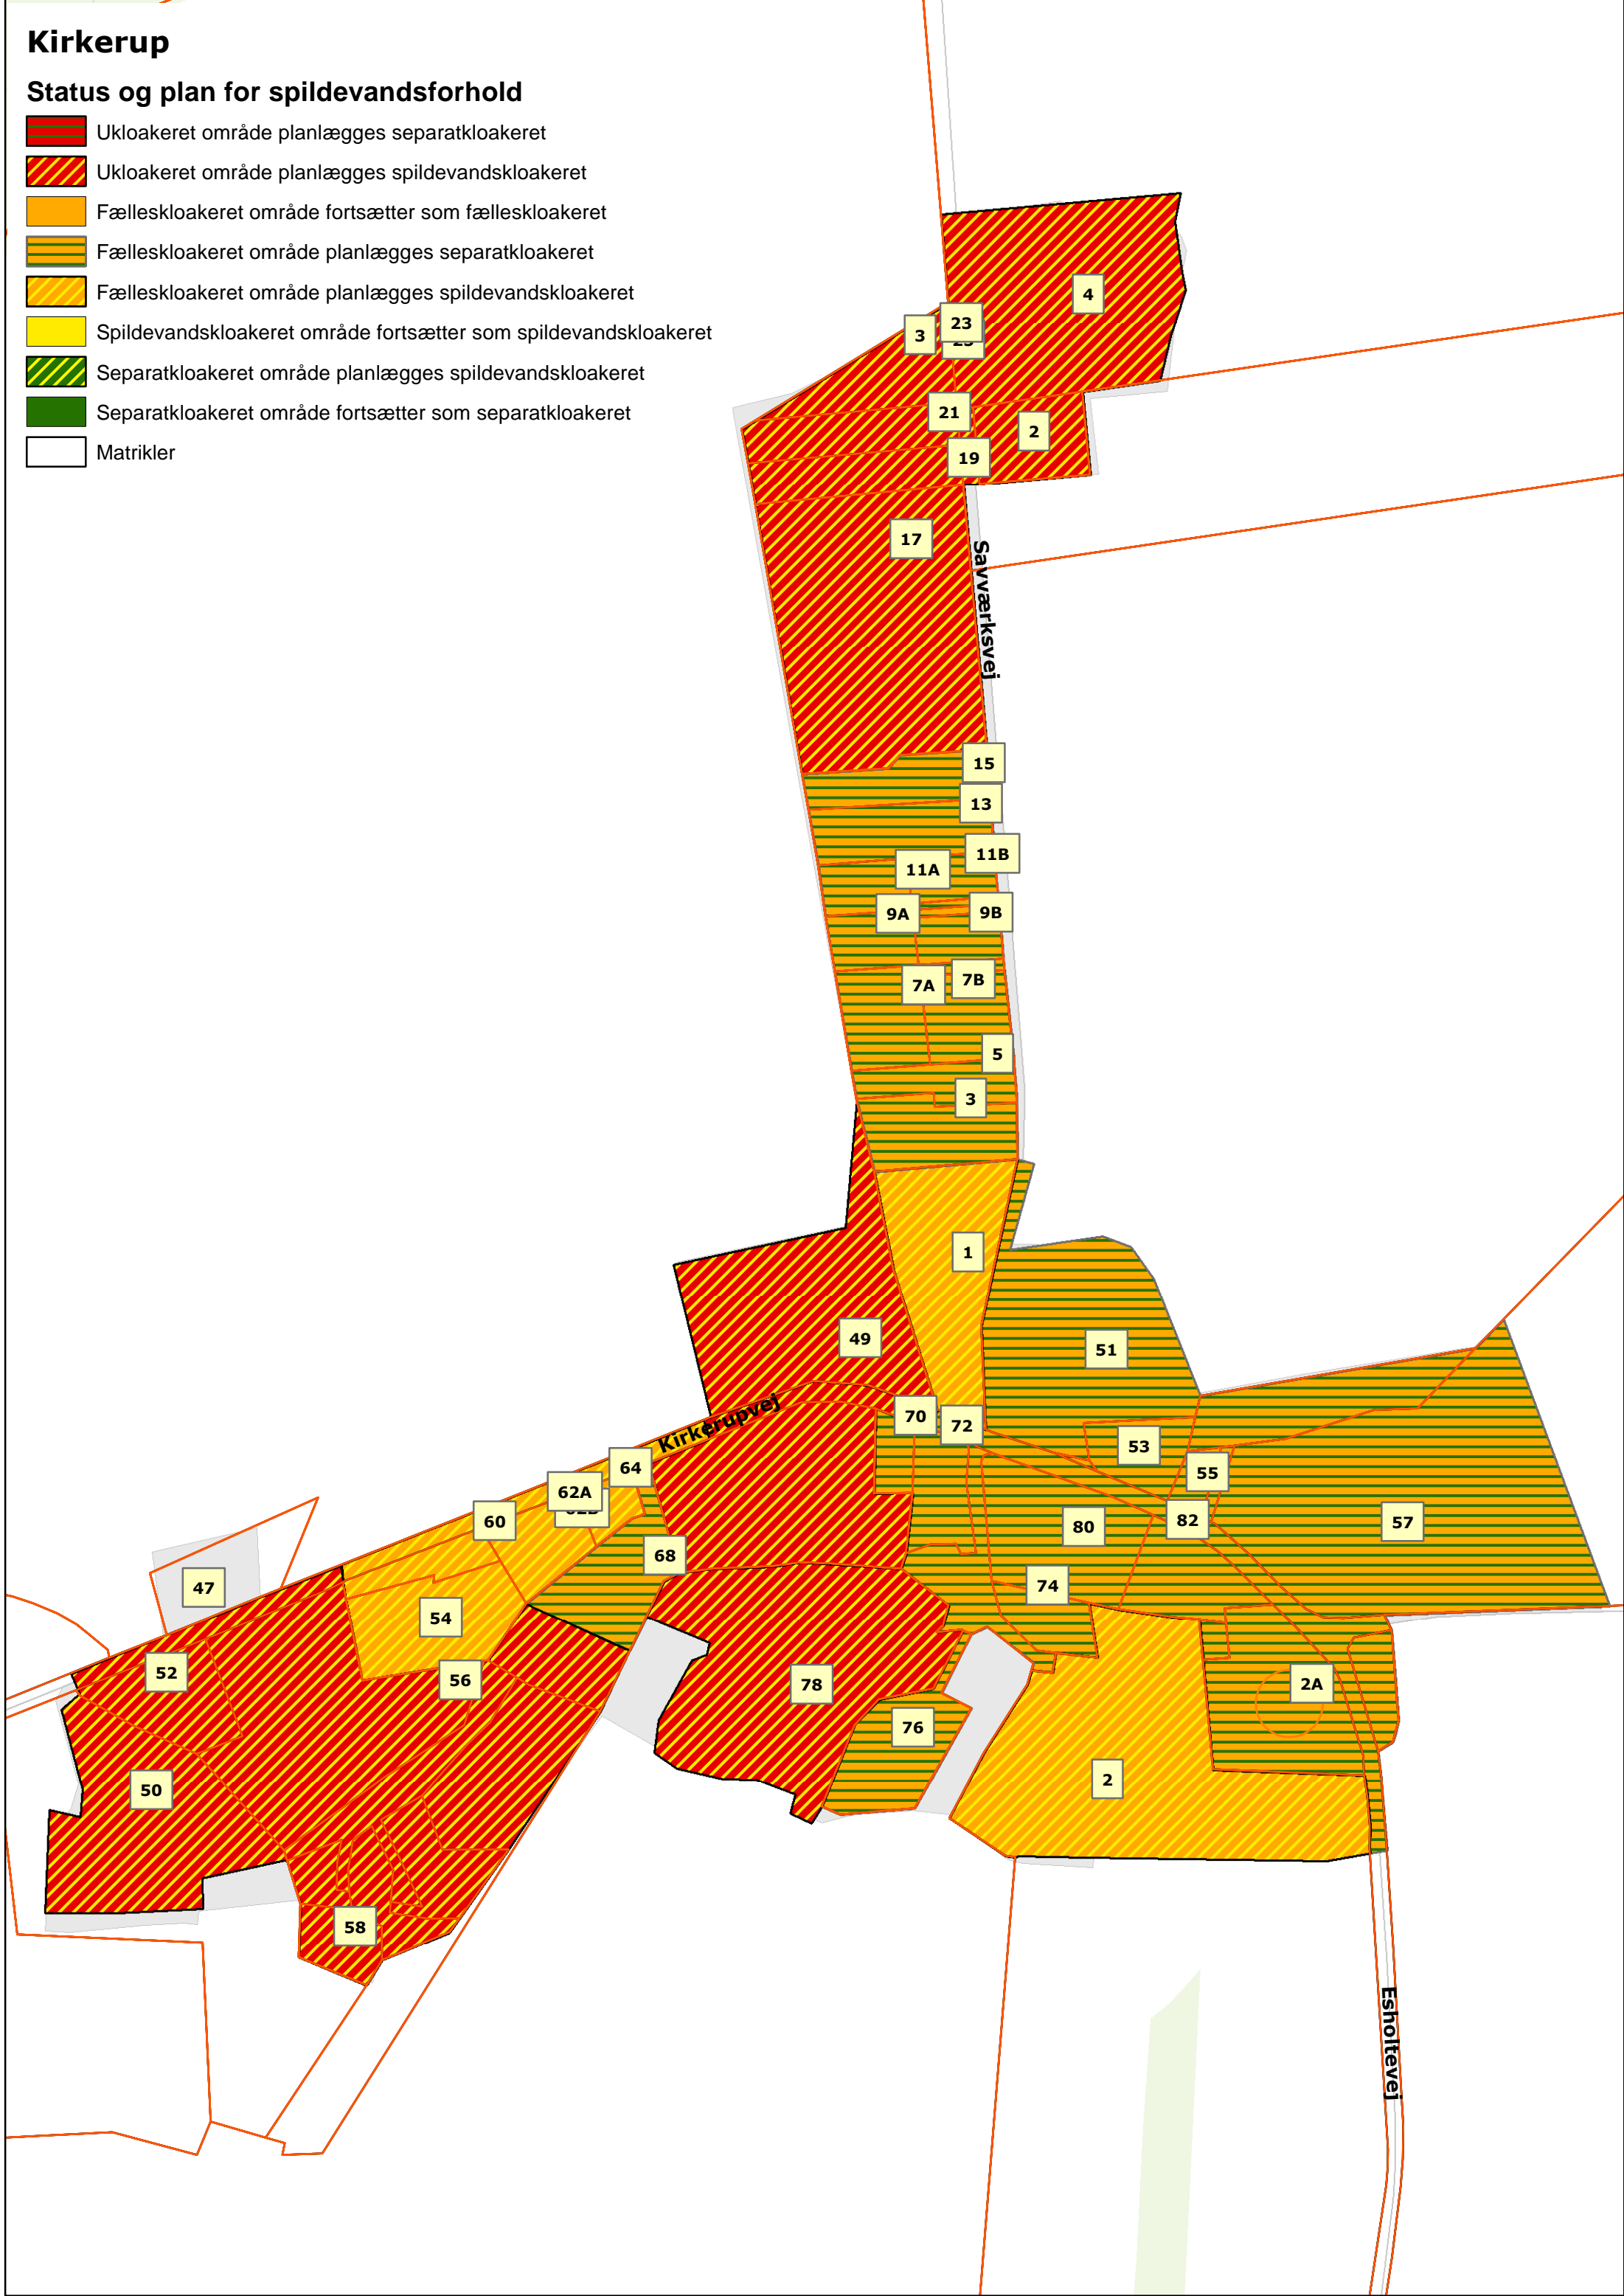 Kirkerup
Status og plan for spildevandsforhold
Ukloakeret område planlægges separatkloakeret
Ukloakeret område planlægges spildevandskloakeret
Fælleskloakeret område fortsætter som fælleskloakeret
Fælleskloakeret område planlægges separatkloakeret
Fælleskloakeret område planlægges spildevandskloakeret
Spildevandskloakeret område fortsætter som spildevandskloakeret
Separatkloakeret område planlægges spildevandskloakeret
Separatkloakeret område fortsætter som separatkloakeret
Matrikler
4
23
3
21
2
19
17
Savværksvej
15
13
11B
11A
9A
9B
7B
7A
5
3
1
49
51
Kirkerupvej
70
72
53
64
55
62A
60
82
57
80
68
74
47
54
52
56
78
2A
76
2
50
58
Esholtevej